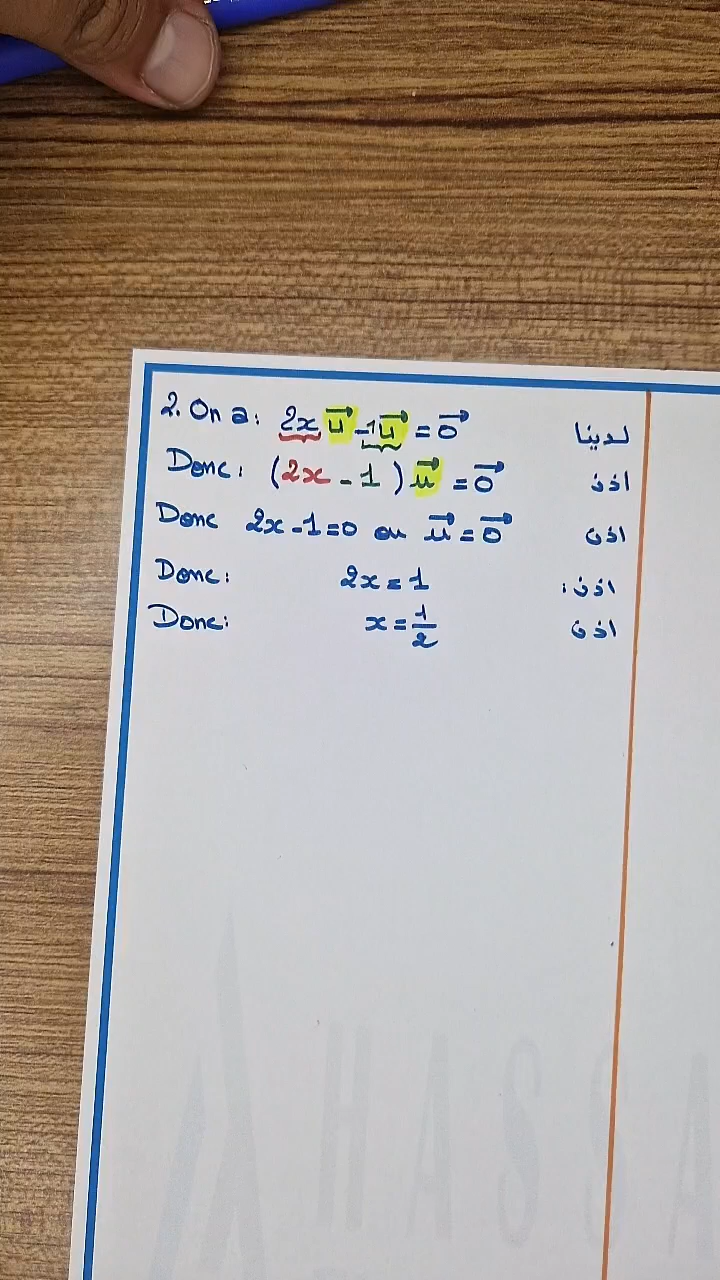 2. On a: 2x u⃗ - 1u⃗ = 0⃗ لدينا
Donc: (2x - 1) u⃗ = 0⃗ اذن
Donc 2x - 1 = 0 ou u⃗ = 0⃗ اذن
Donc: 2x = 1 اذن:
Donc: x = 1/2 اذن
HASSA